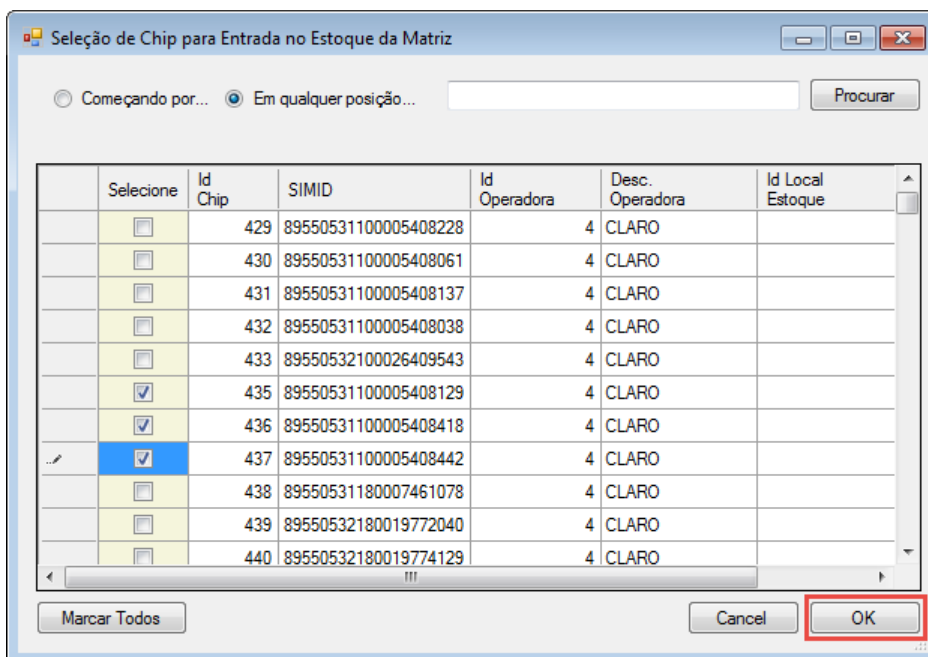 Seleção de Chip para Entrada no Estoque da Matriz
Começando por... Em qualquer posição... Procurar
Selecione Id Chip SIMID Id Operadora Desc. Operadora Id Local Estoque
429 89550531100005408228 4 CLARO
430 89550531100005408061 4 CLARO
431 89550531100005408137 4 CLARO
432 89550531100005408038 4 CLARO
433 89550532100026409543 4 CLARO
435 89550531100005408129 4 CLARO
436 89550531100005408418 4 CLARO
437 89550531100005408442 4 CLARO
438 89550531180007461078 4 CLARO
439 89550532180019772040 4 CLARO
440 89550532180019774129 4 CLARO
Marcar Todos Cancel OK